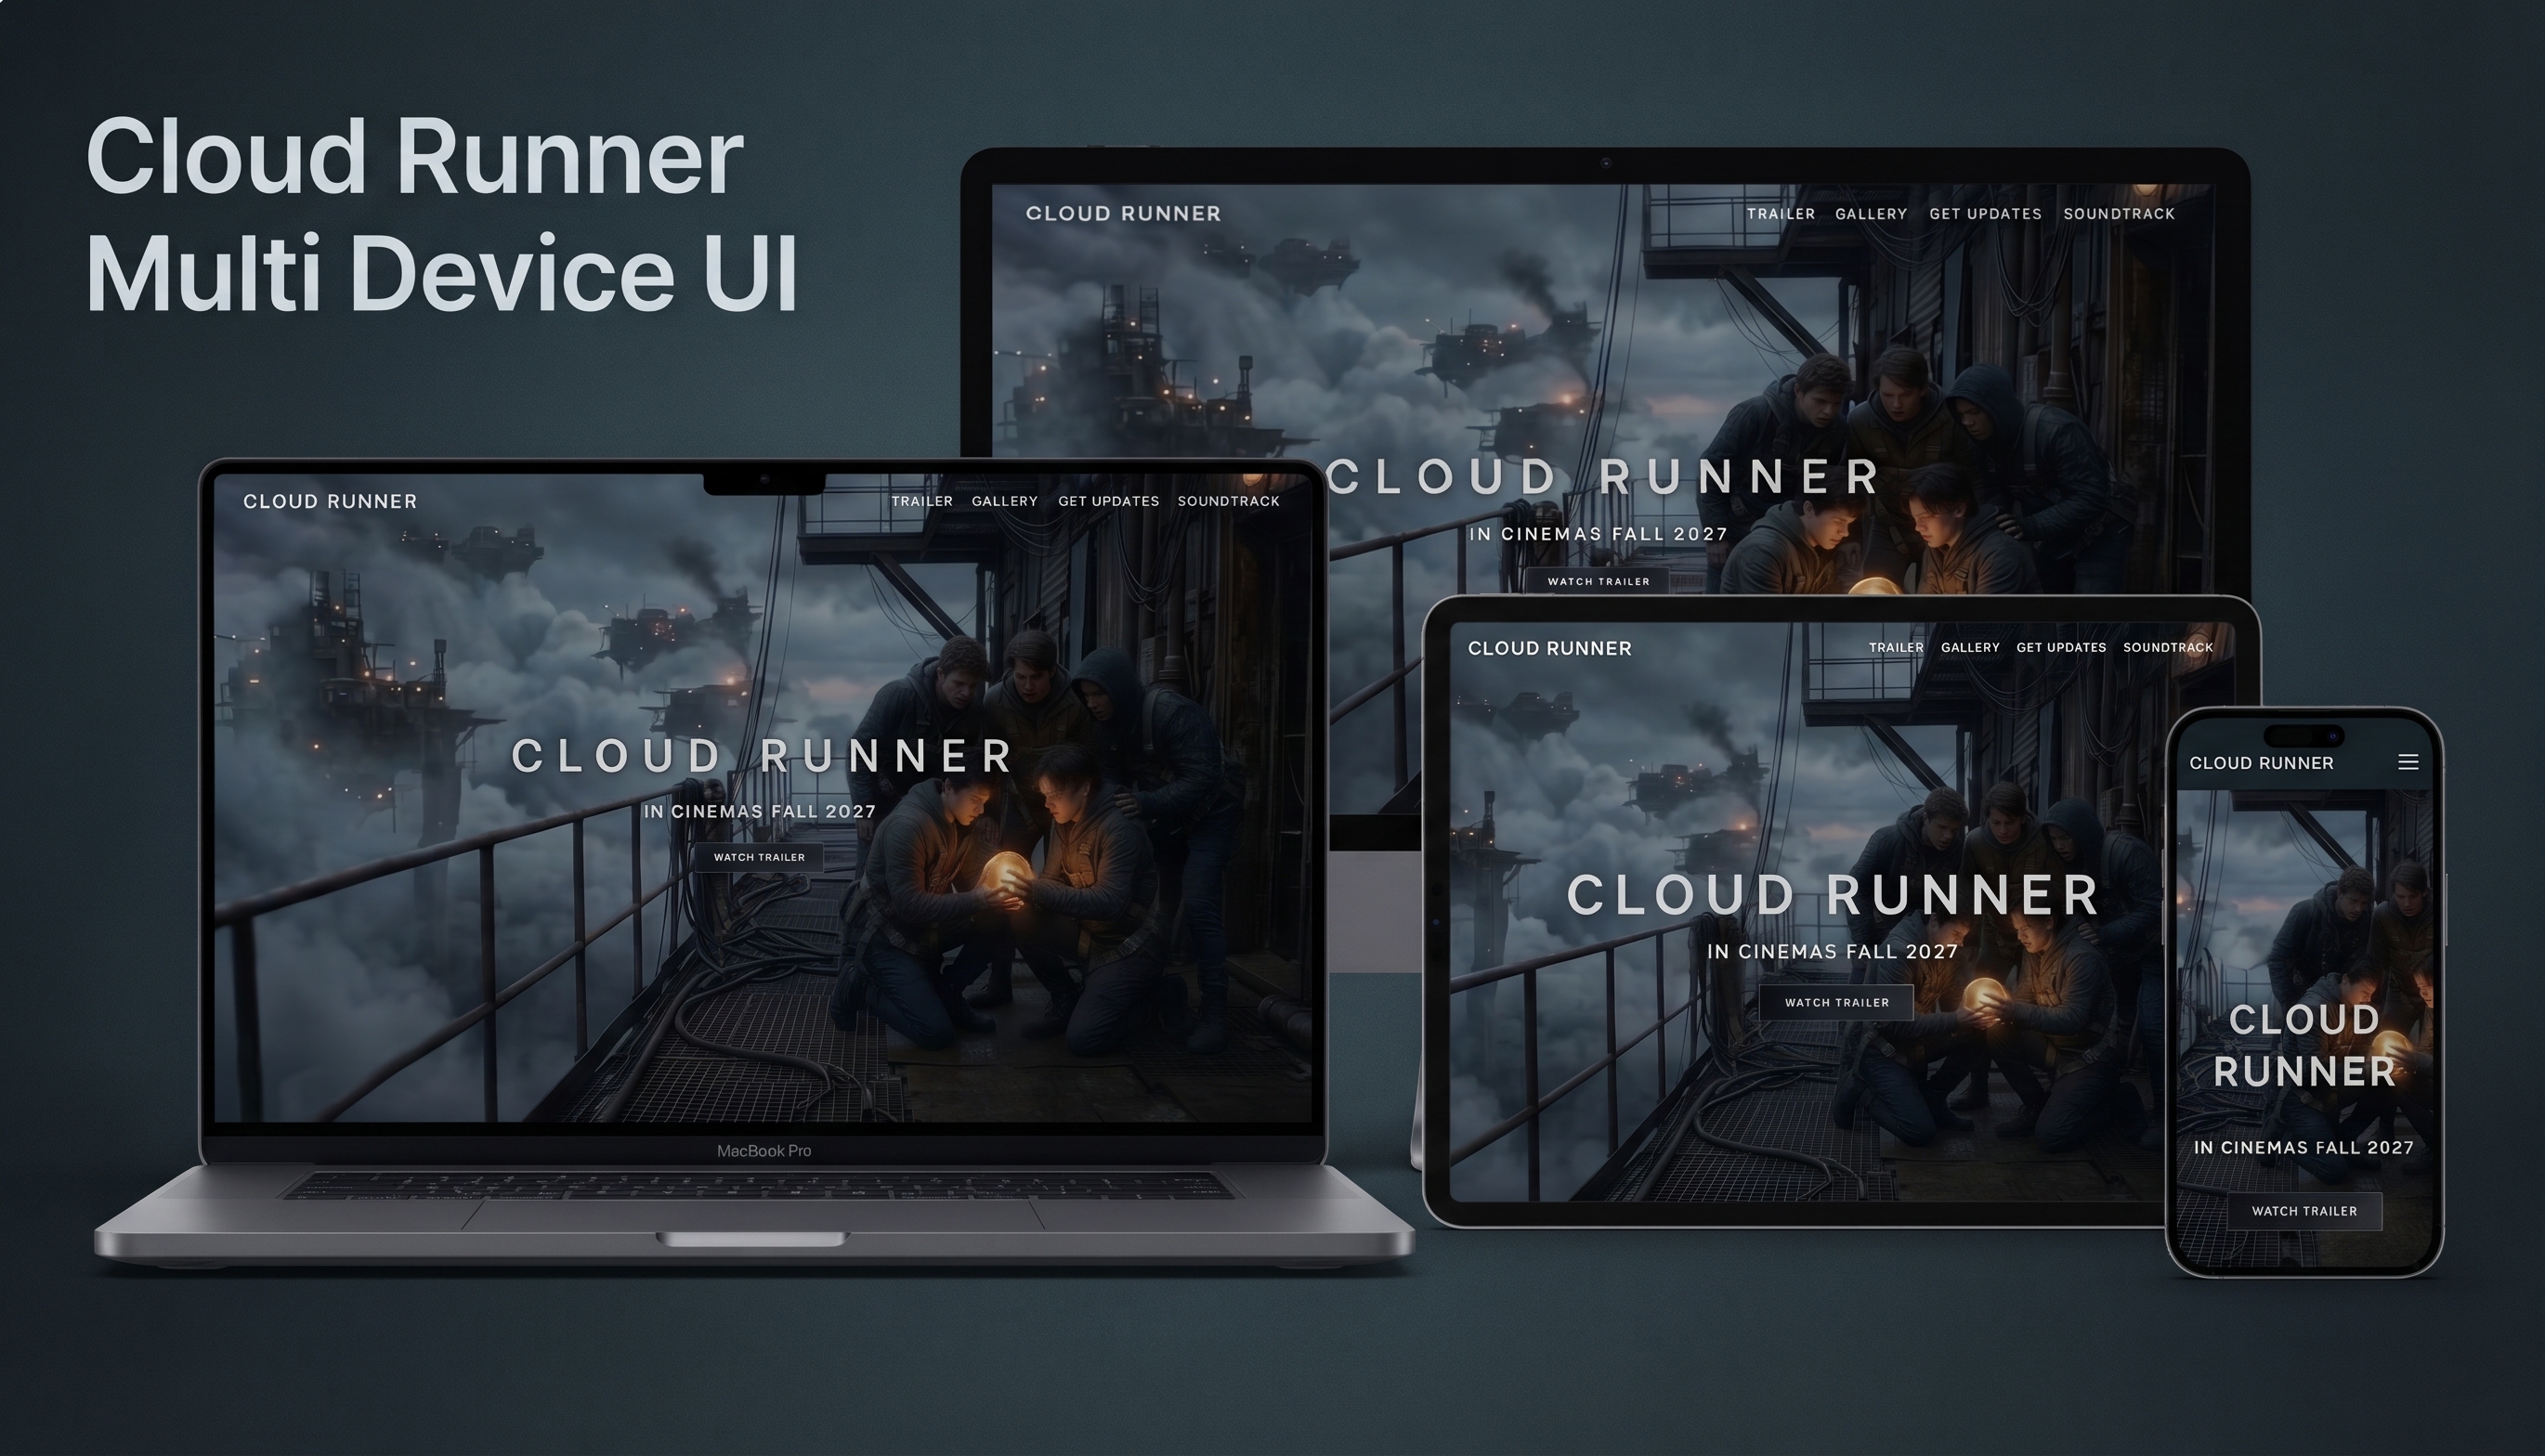 Cloud Runner
Multi Device UI
CLOUD RUNNER
TRAILER GALLERY GET UPDATES SOUNDTRACK
CLOUD RUNNER
IN CINEMAS FALL 2027
WATCH TRAILER
CLOUD RUNNER
TRAILER GALLERY GET UPDATES SOUNDTRACK
CLOUD RUNNER
IN CINEMAS FALL 2027
WATCH TRAILER
MacBook Pro
CLOUD RUNNER
TRAILER GALLERY GET UPDATES SOUNDTRACK
CLOUD RUNNER
IN CINEMAS FALL 2027
WATCH TRAILER
CLOUD RUNNER
CLOUD
RUNNER
IN CINEMAS FALL 2027
WATCH TRAILER